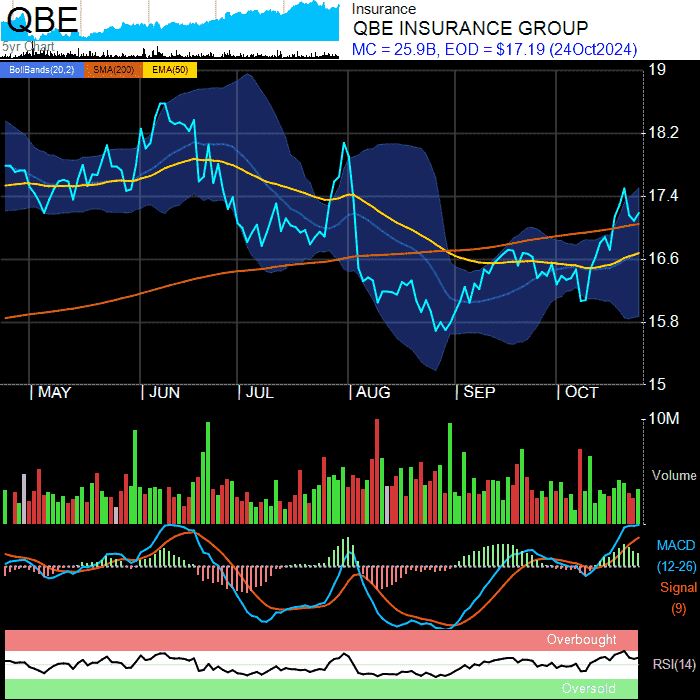 QBE
5yr Chart
Insurance
QBE INSURANCE GROUP
MC = 25.9B, EOD = $17.19 (24Oct2024)
BollBands(20,2) SMA(200) EMA(50)
19
18.2
17.4
16.6
15.8
15
MAY JUN JUL AUG SEP OCT
10M
Volume
MACD
(12-26)
Signal
(9)
Overbought
RSI(14)
Oversold